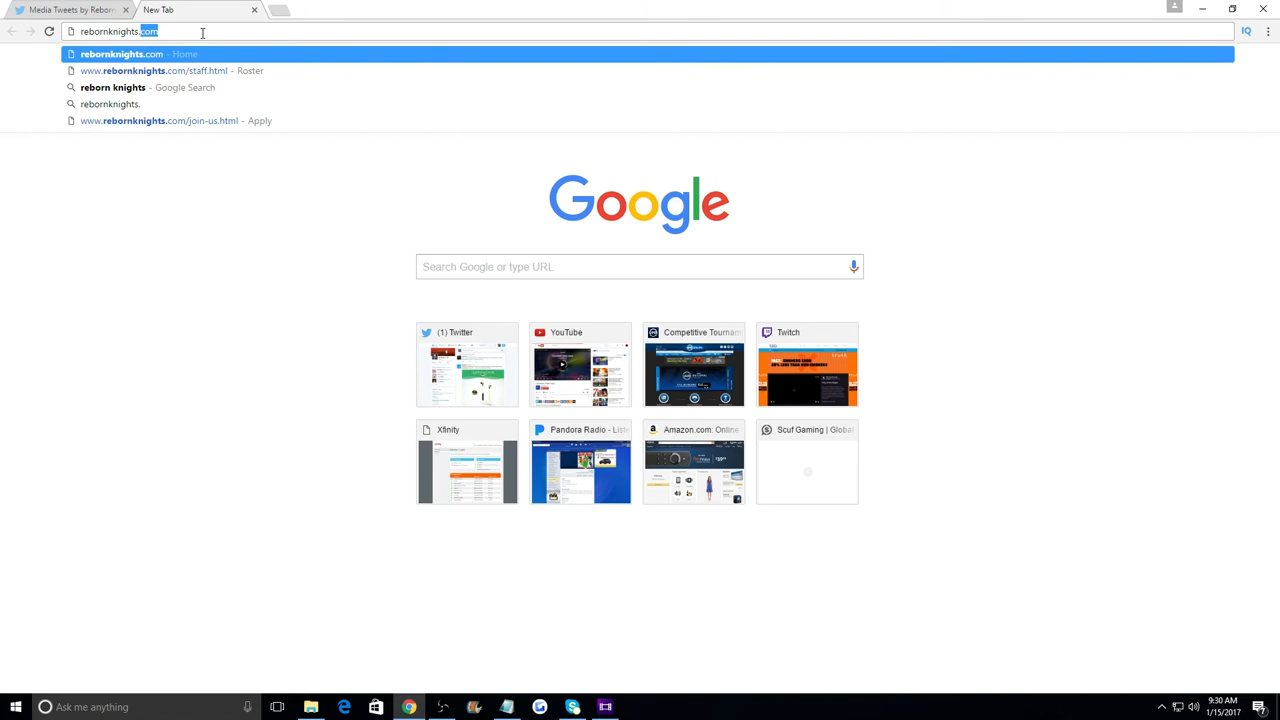 Media Tweets by Reborn
New Tab
rebornknights.com
IQ
rebornknights.com - Home
www.rebornknights.com/staff.html - Roster
reborn knights - Google Search
rebornknights.
www.rebornknights.com/join-us.html - Apply
Google
Search Google or type URL
(1) Twitter
YouTube
Competitive Tournam
Twitch
Xfinity
Pandora Radio - Liste
Amazon.com: Online
Scuf Gaming | Global
Ask me anything
9:30 AM
1/15/2017